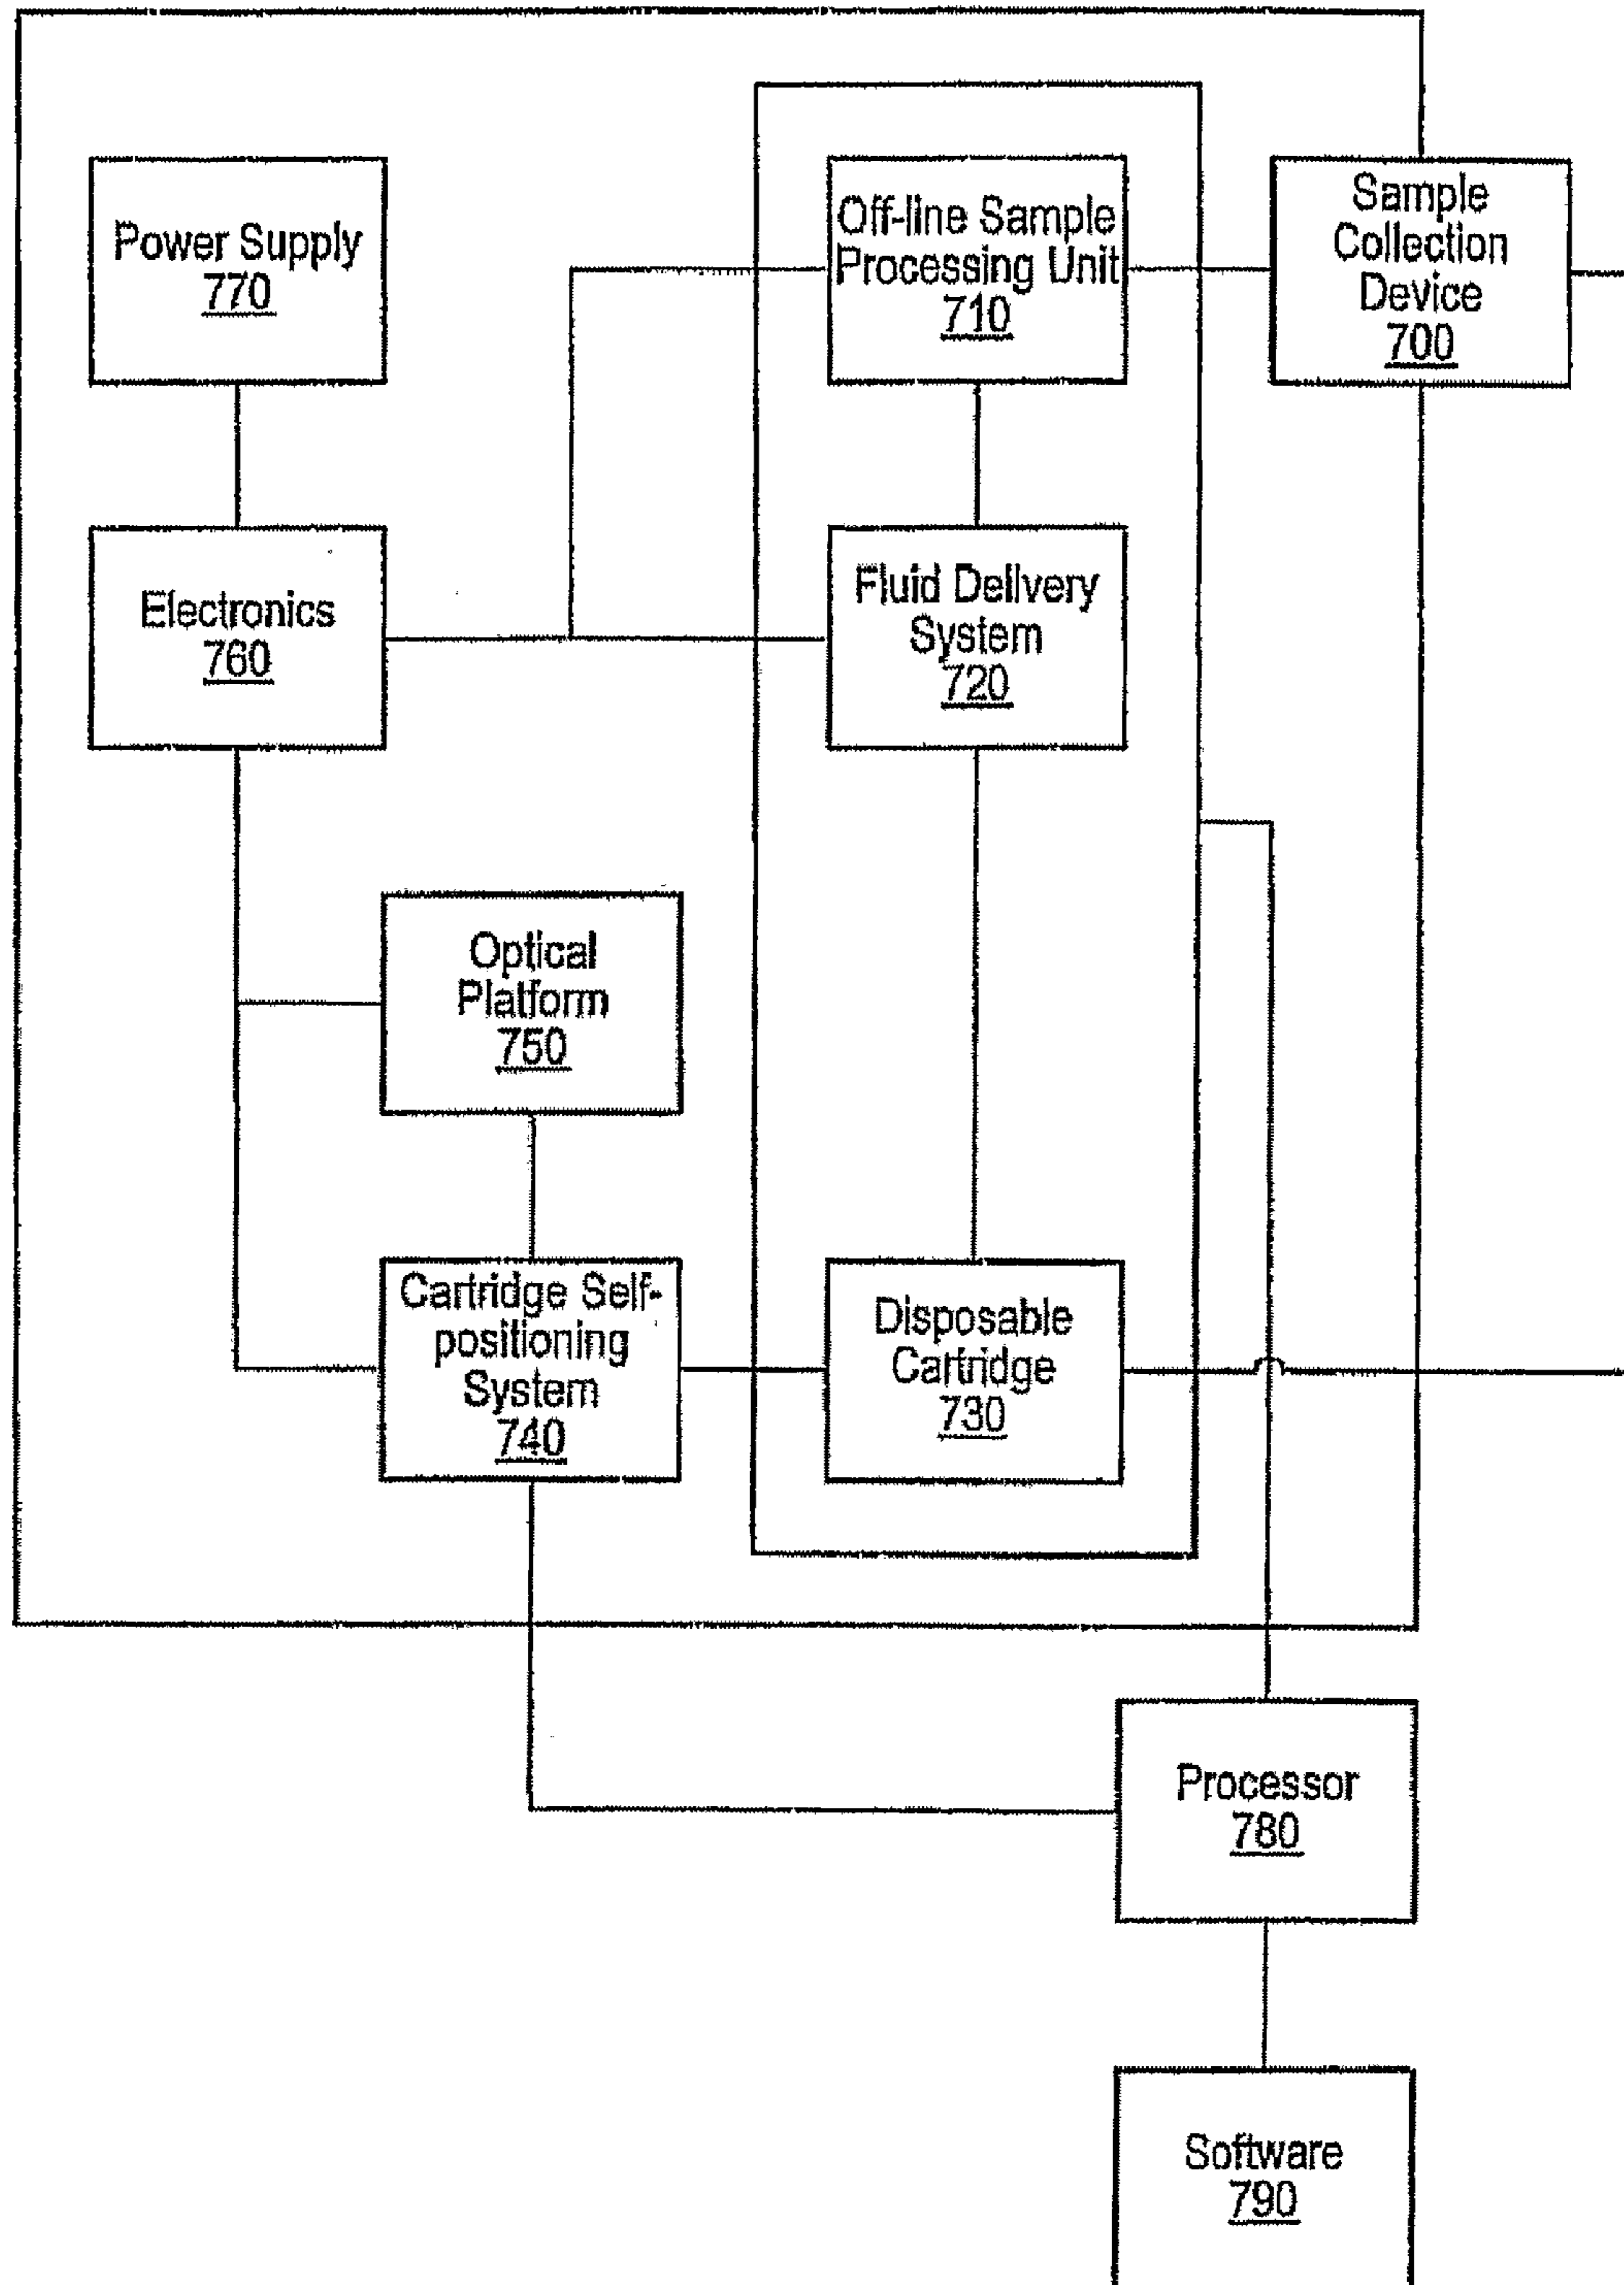 Power Supply
770
Off-line Sample
Processing Unit
710
Sample
Collection
Device
700
Electronics
760
Fluid Delivery
System
720
Optical
Platform
750
Cartridge Self-
positioning
System
740
Disposable
Cartridge
730
Processor
780
Software
790